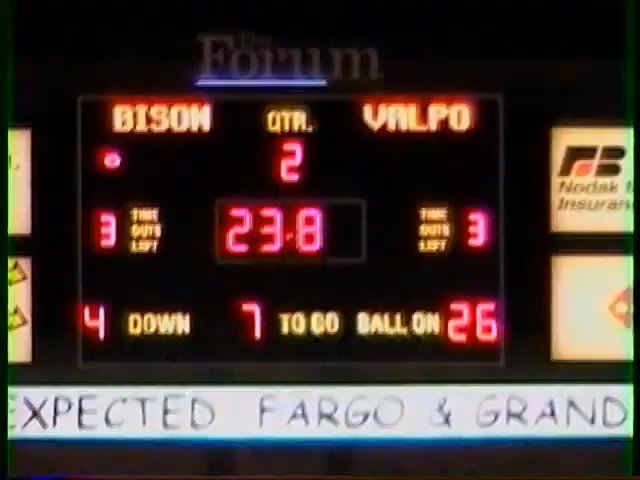 The
Forum
BISON QTR. VALPO
2
3 TIME OUTS LEFT 23.8 TIME OUTS LEFT 3
4 DOWN 7 TO GO BALL ON 26
Nodak
Insuran
EXPECTED FARGO & GRAND